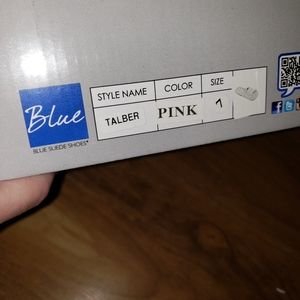 Blue
BLUE SUEDE SHOES®
STYLE NAME COLOR SIZE
TALBER PINK 7